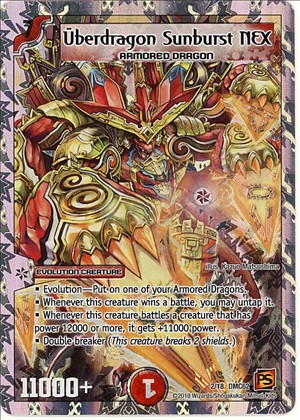 Überdragon Sunburst NEX
ARMORED DRAGON
illus. Kazuo Matsushima
EVOLUTION CREATURE
■ Evolution—Put on one of your Armored Dragons.
■ Whenever this creature wins a battle, you may untap it.
■ Whenever this creature battles a creature that has
power 12000 or more, it gets +11000 power.
■ Double breaker (This creature breaks 2 shields.)
11000+
1
2/18 DMC62
PS
©2010 Wizards/Shogakukan/Mitsui-Kids